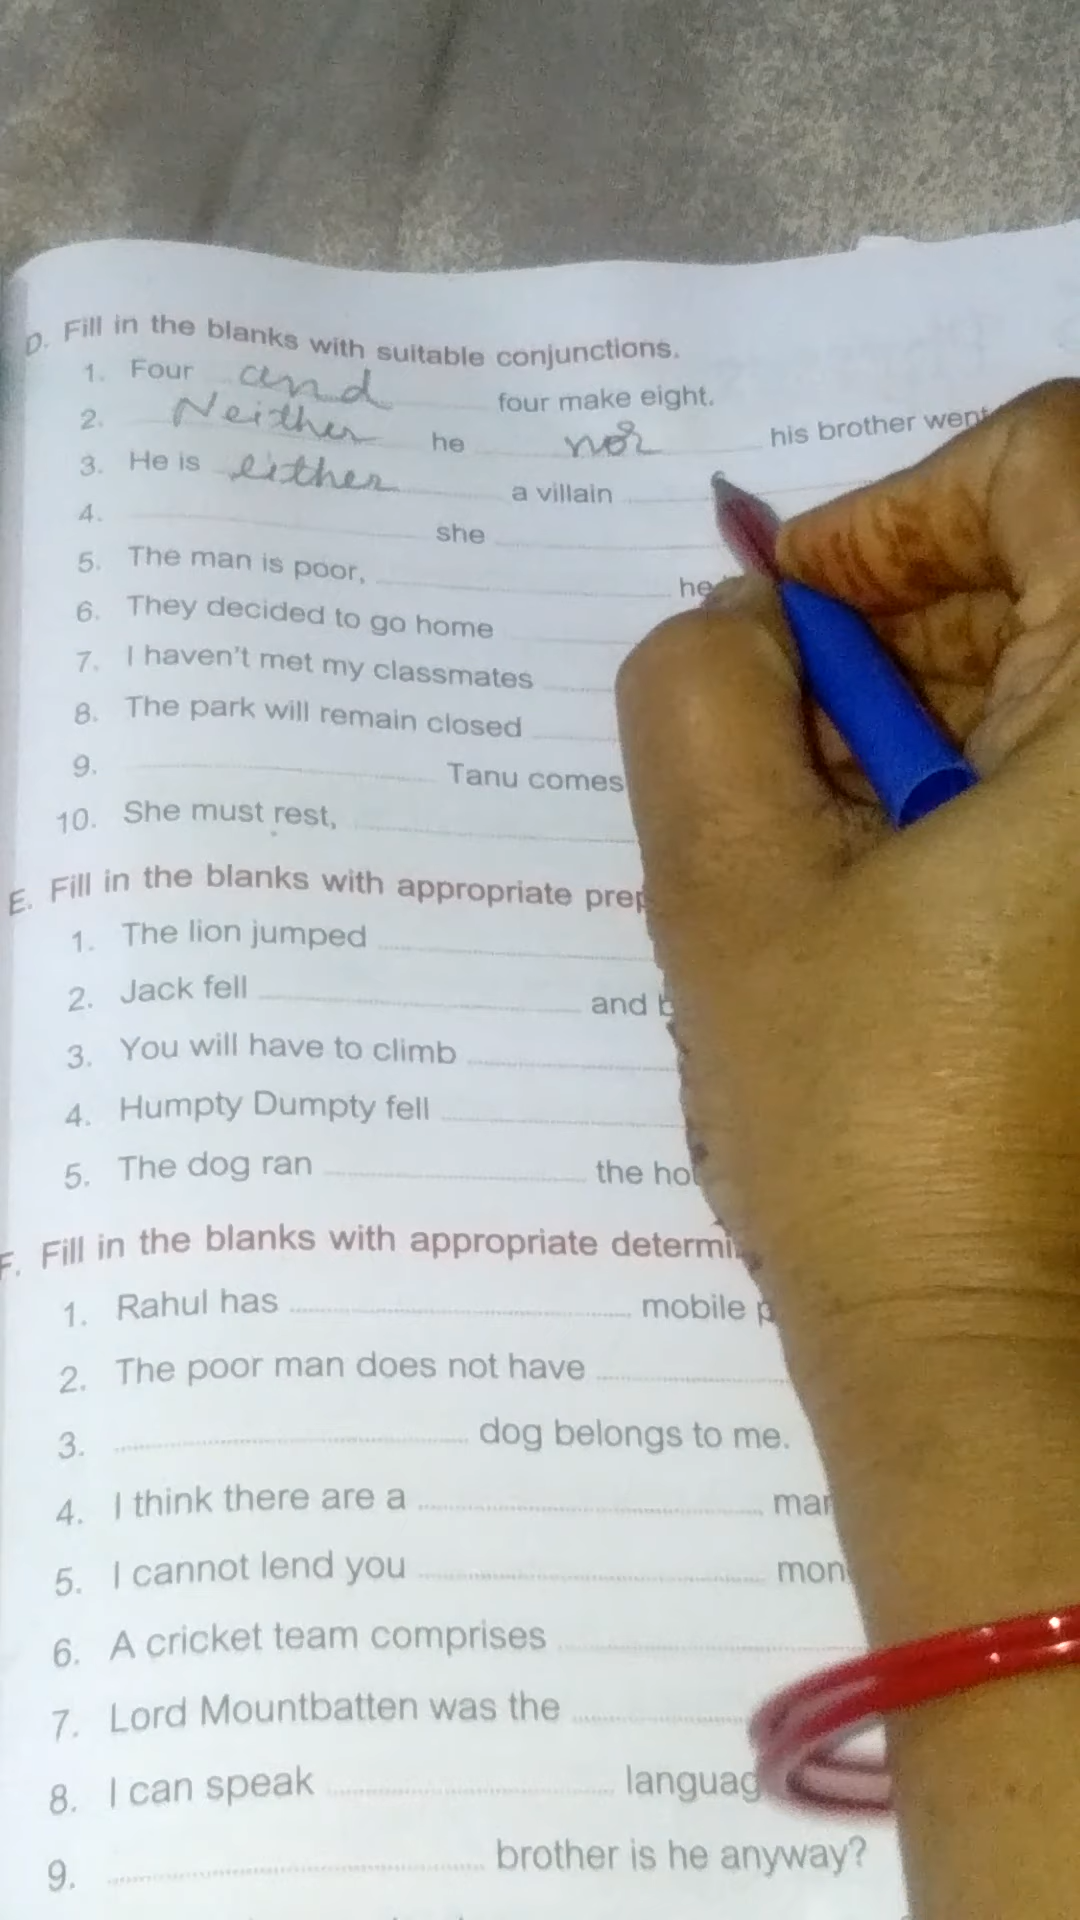 D. Fill in the blanks with suitable conjunctions.
1. Four and four make eight.
2. Neither he nor his brother went
3. He is either a villain
4. she
5. The man is poor, he
6. They decided to go home
7. I haven't met my classmates
8. The park will remain closed
9. Tanu comes
10. She must rest,
E. Fill in the blanks with appropriate
1. The lion jumped
2. Jack fell and
3. You will have to climb
4. Humpty Dumpty fell
5. The dog ran the
F. Fill in the blanks with appropriate
1. Rahul has mobile
2. The poor man does not have
3. dog belongs to me.
4. I think there are a
5. I cannot lend you
6. A cricket team comprises
7. Lord Mountbatten was the
8. I can speak
9. brother is he anyway?